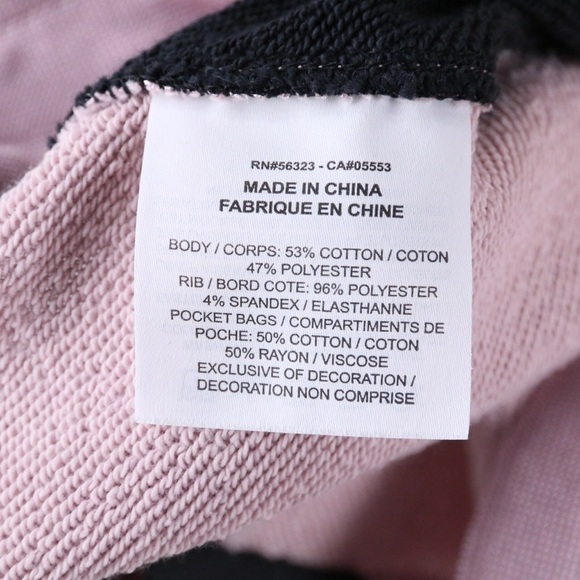 RN#56323 - CA#05553
MADE IN CHINA
FABRIQUE EN CHINE
BODY / CORPS: 53% COTTON / COTON
47% POLYESTER
RIB / BORD COTE: 96% POLYESTER
4% SPANDEX / ELASTHANNE
POCKET BAGS / COMPARTIMENTS DE
POCHE: 50% COTTON / COTON
50% RAYON / VISCOSE
EXCLUSIVE OF DECORATION /
DECORATION NON COMPRISE